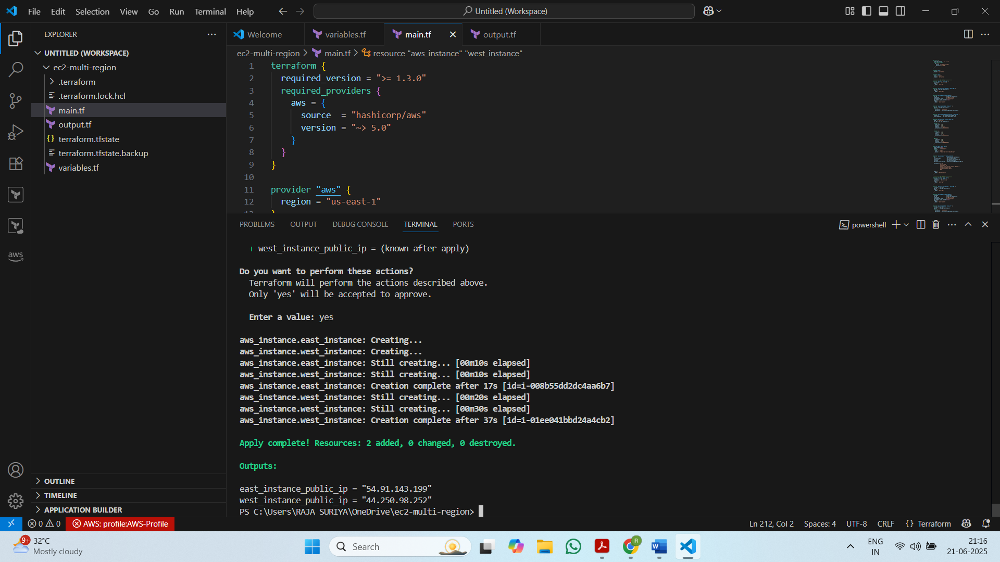 File Edit Selection View Go Run Terminal Help
Untitled (Workspace)
EXPLORER
UNTITLED (WORKSPACE)
ec2-multi-region
.terraform
.terraform.lock.hcl
main.tf
output.tf
terraform.tfstate
terraform.tfstate.backup
variables.tf
OUTLINE
TIMELINE
APPLICATION BUILDER
aws
Welcome
variables.tf
main.tf
output.tf
ec2-multi-region > main.tf > resource "aws_instance" "west_instance"
1 terraform {
2 required_version = ">= 1.3.0"
3 required_providers {
4 aws = {
5 source = "hashicorp/aws"
6 version = "~> 5.0"
7 }
8 }
9 }
10
11 provider "aws" {
12 region = "us-east-1"
PROBLEMS OUTPUT DEBUG CONSOLE TERMINAL PORTS
powershell
+ west_instance_public_ip = (known after apply)
Do you want to perform these actions?
Terraform will perform the actions described above.
Only 'yes' will be accepted to approve.
Enter a value: yes
aws_instance.east_instance: Creating...
aws_instance.west_instance: Creating...
aws_instance.east_instance: Still creating... [00m10s elapsed]
aws_instance.west_instance: Still creating... [00m10s elapsed]
aws_instance.east_instance: Creation complete after 17s [id=i-008b55dd2dc4aa6b7]
aws_instance.west_instance: Still creating... [00m20s elapsed]
aws_instance.west_instance: Still creating... [00m30s elapsed]
aws_instance.west_instance: Creation complete after 37s [id=i-01ee041bbd24a4cb2]
Apply complete! Resources: 2 added, 0 changed, 0 destroyed.
Outputs:
east_instance_public_ip = "54.91.143.199"
west_instance_public_ip = "44.250.98.252"
PS C:\Users\RAJA SURIYA\OneDrive\ec2-multi-region>
0 0 AWS: profile:AWS-Profile
Ln 212, Col 2 Spaces: 4 UTF-8 CRLF {} Terraform
9+
32°C
Mostly cloudy
Search
R
W
ENG
IN
21:16
21-06-2025